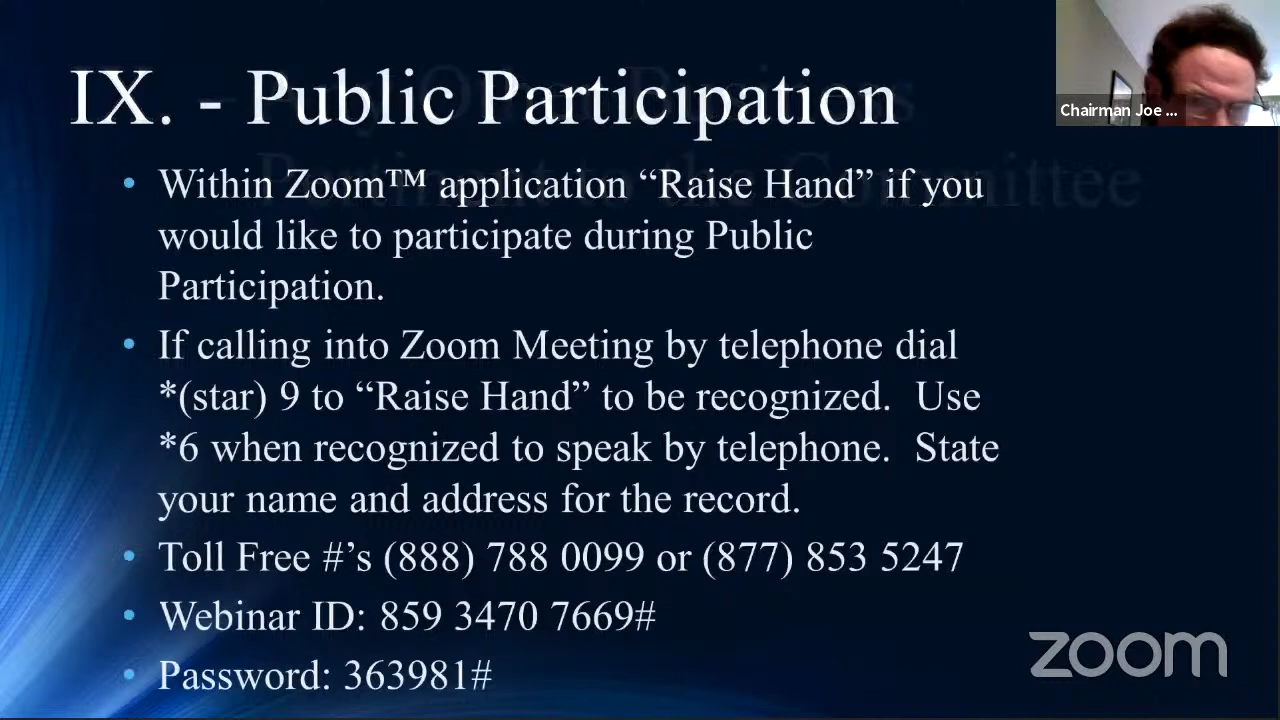 IX. - Public Participation
Chairman Joe ...
• Within Zoom™ application “Raise Hand” if you
would like to participate during Public
Participation.
• If calling into Zoom Meeting by telephone dial
*(star) 9 to “Raise Hand” to be recognized.  Use
*6 when recognized to speak by telephone.  State
your name and address for the record.
• Toll Free #’s (888) 788 0099 or (877) 853 5247
• Webinar ID: 859 3470 7669#
• Password: 363981#
zoom